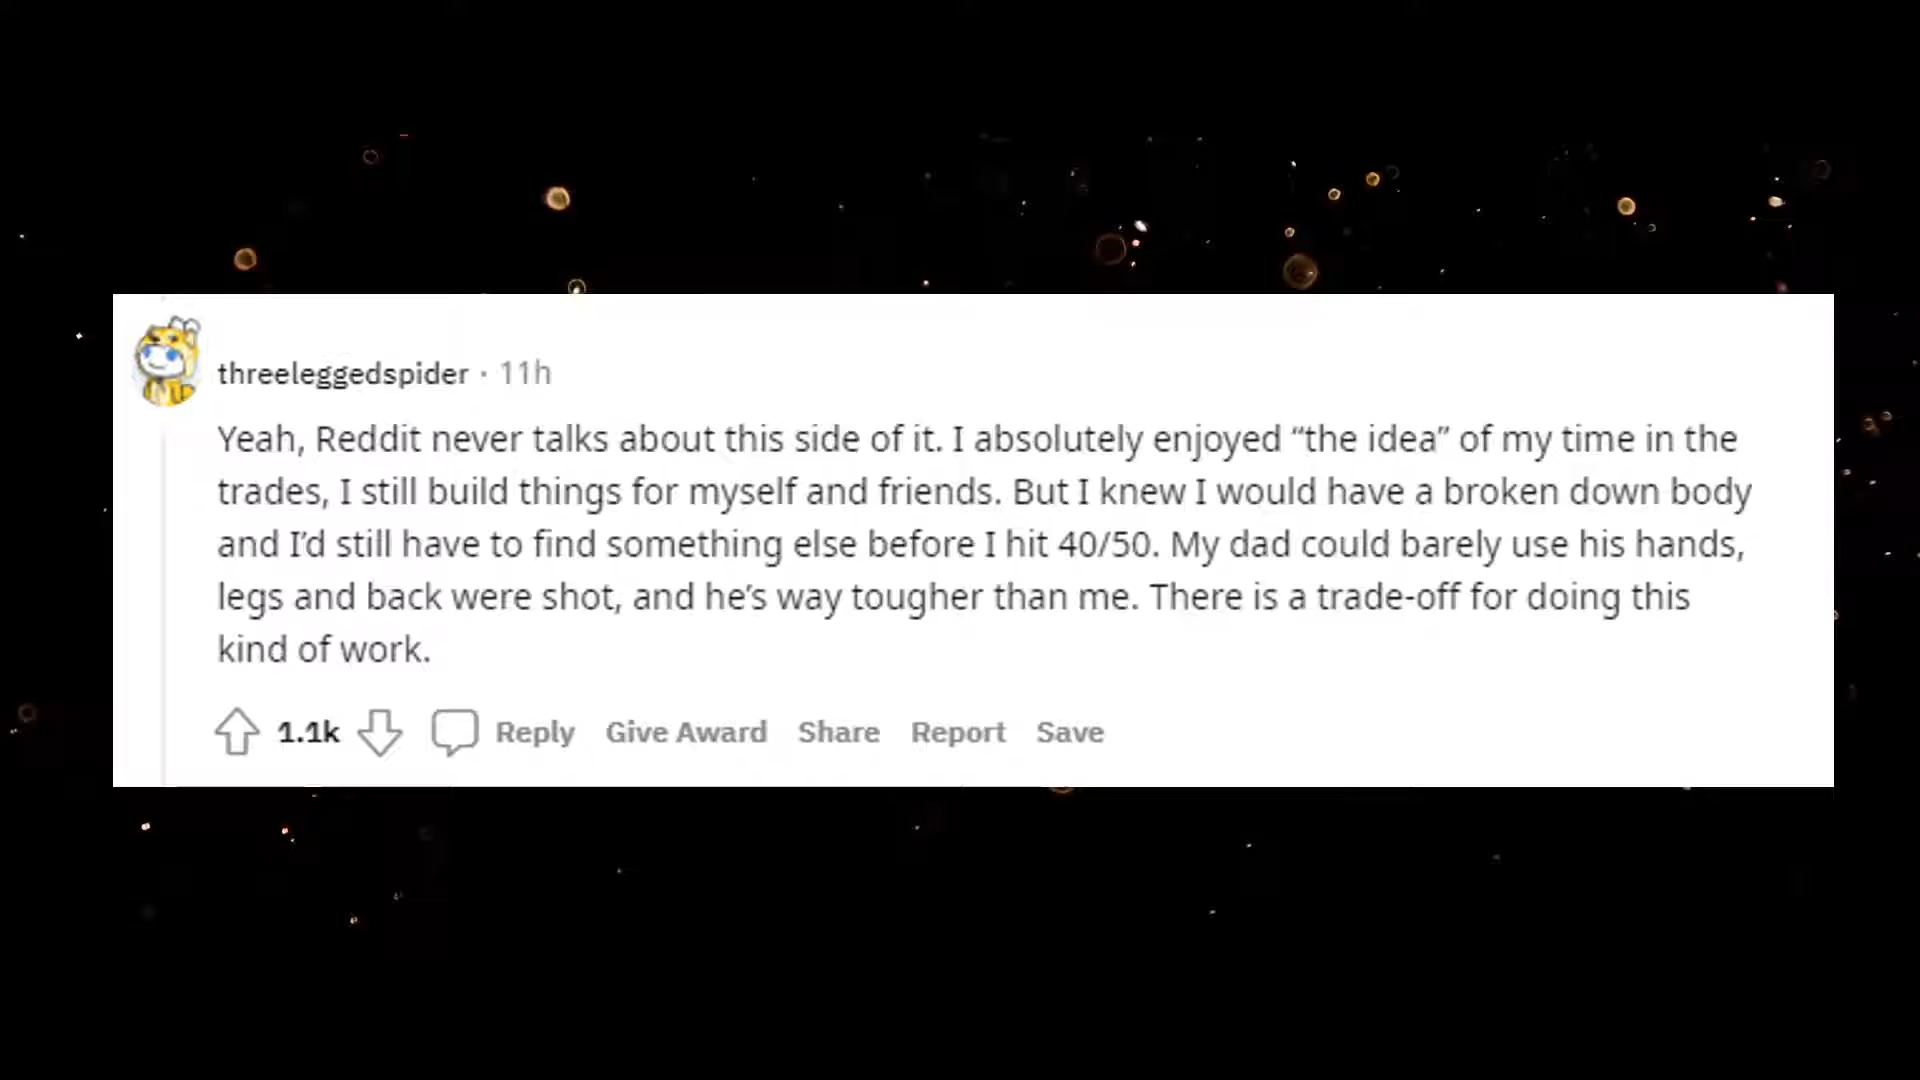 threeleggedspider · 11h
Yeah, Reddit never talks about this side of it. I absolutely enjoyed “the idea” of my time in the
trades, I still build things for myself and friends. But I knew I would have a broken down body
and I’d still have to find something else before I hit 40/50. My dad could barely use his hands,
legs and back were shot, and he’s way tougher than me. There is a trade-off for doing this
kind of work.
1.1k Reply Give Award Share Report Save